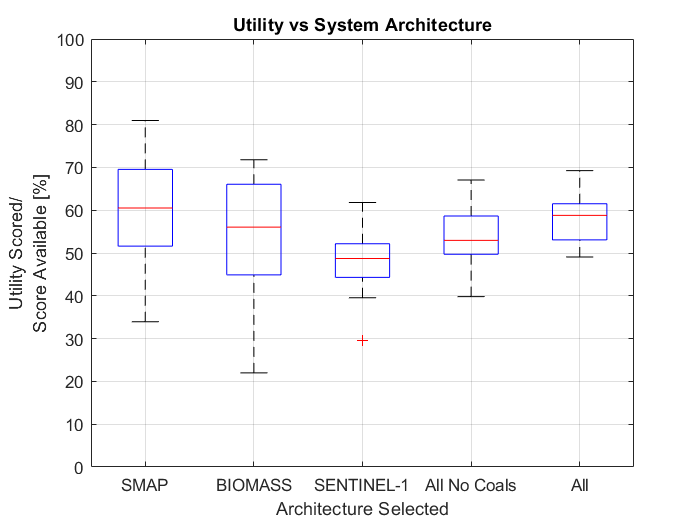 Utility vs System Architecture
100
90
80
70
60
50
40
30
20
10
0
Utility Scored/
Score Available [%]
SMAP BIOMASS SENTINEL-1 All No Coals All
Architecture Selected